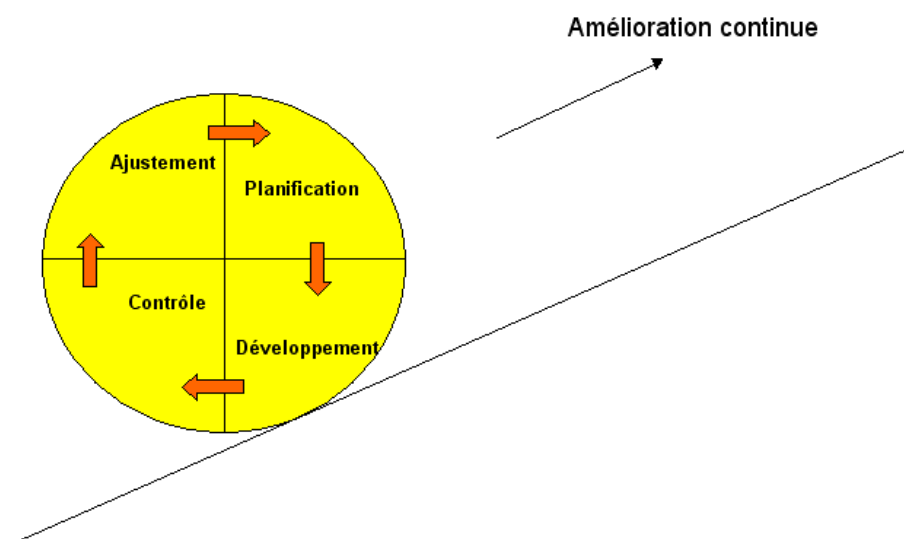 Amélioration continue
Ajustement
Planification
Contrôle
Développement